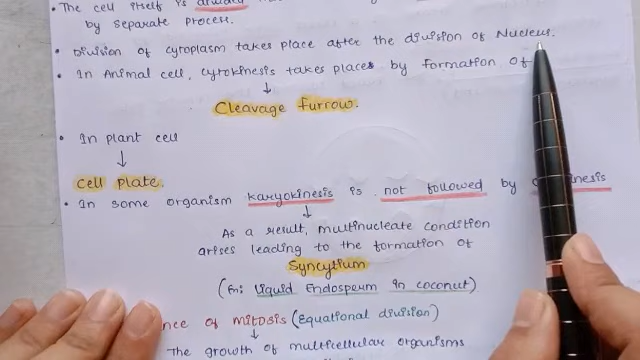 • The cell itself is divided
by separate process.
• Division of cytoplasm takes place after the division of Nucleus.
• In Animal cell, cytokinesis takes place by formation of
↓
Cleavage furrow.
• In plant cell
↓
cell plate.
• In some organism karyokinesis is not followed by
↓
As a result, multinucleate condition
arises leading to the formation of
Syncytium
(En: liquid Endosperm in coconut)
of mitosis (Equational division)
↓
The growth of multicellular organisms